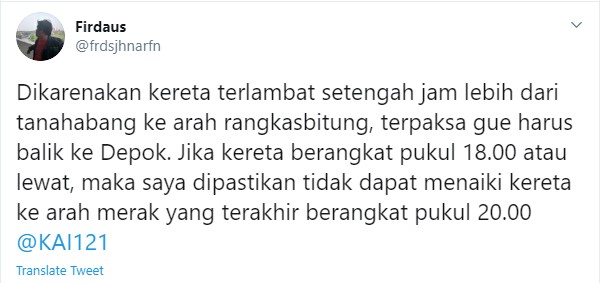 Firdaus
@frdsjhnarfn
Dikarenakan kereta terlambat setengah jam lebih dari
tanahabang ke arah rangkasbitung, terpaksa gue harus
balik ke Depok. Jika kereta berangkat pukul 18.00 atau
lewat, maka saya dipastikan tidak dapat menaiki kereta
ke arah merak yang terakhir berangkat pukul 20.00
@KAI121
Translate Tweet